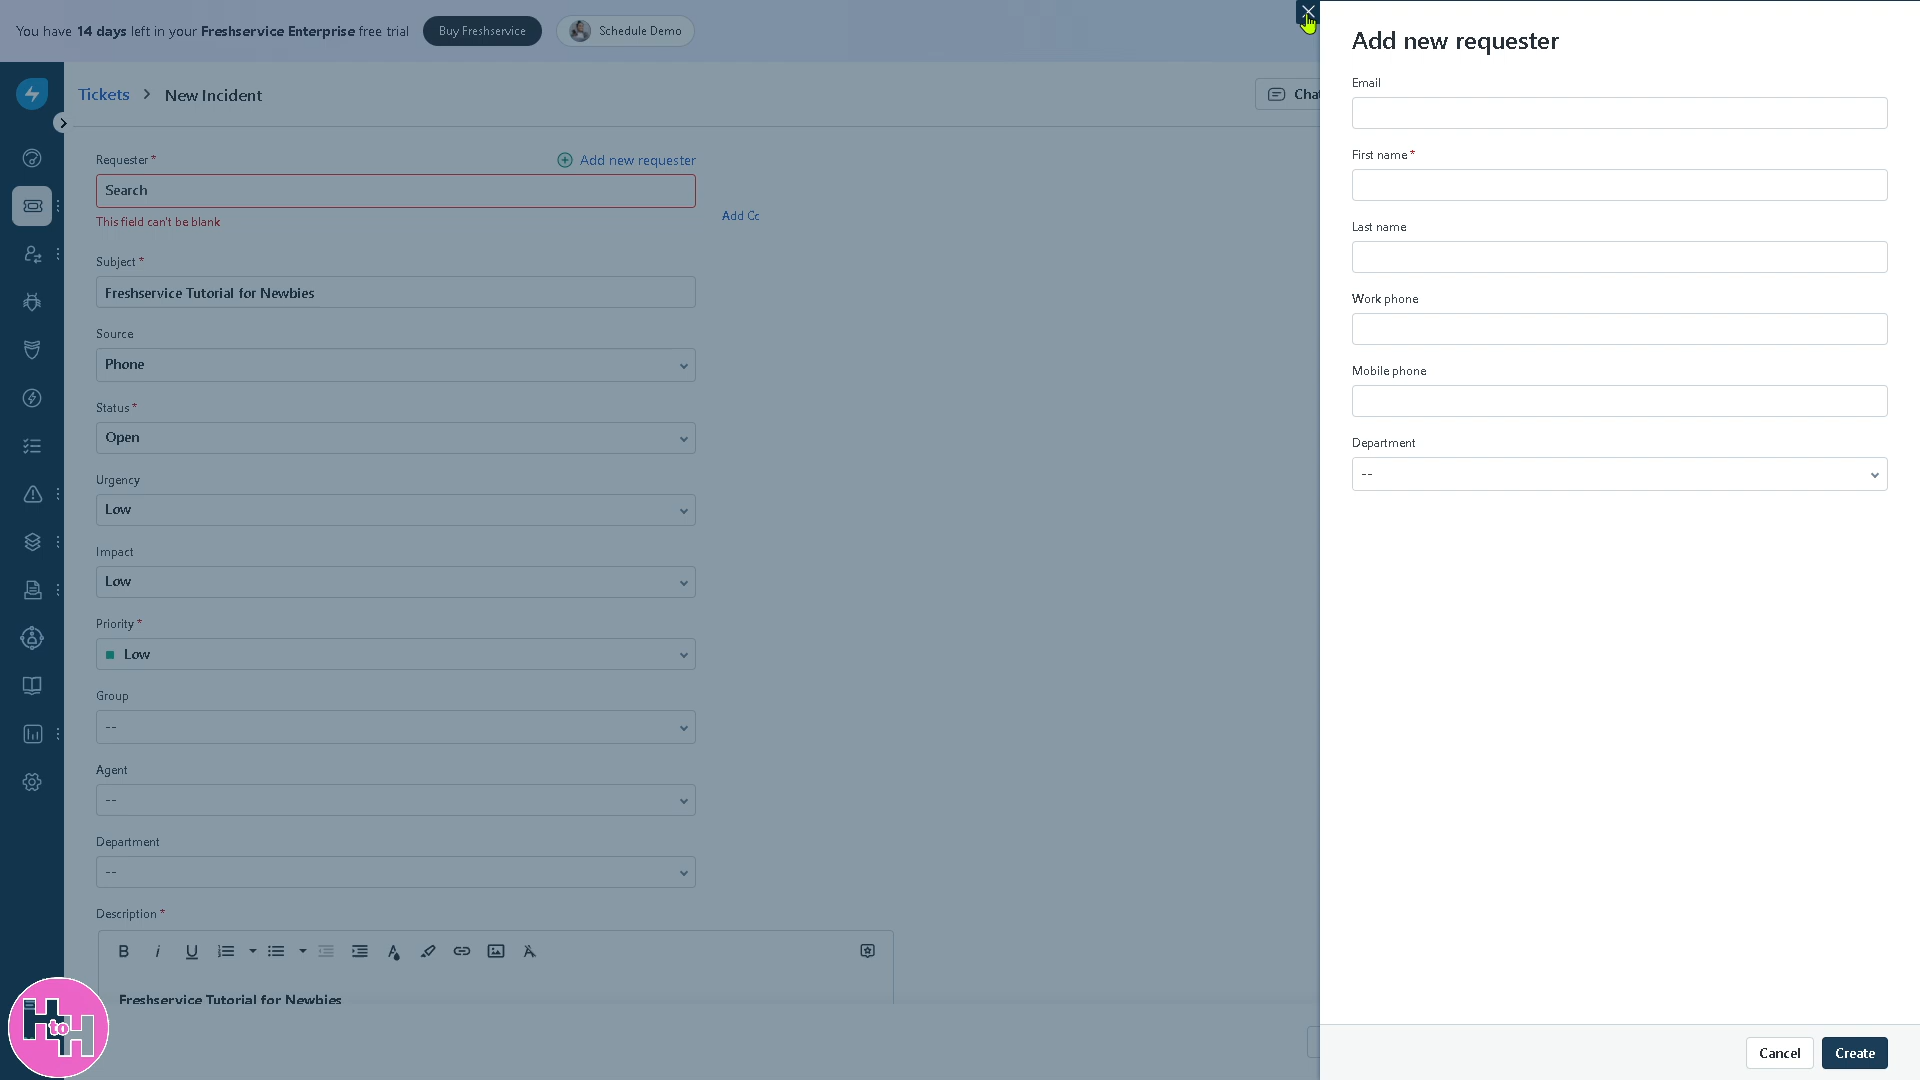 You have 14 days left in your Freshservice Enterprise free trial
Buy Freshservice
Schedule Demo
Tickets
New Incident
Chat
Requester *
Add new requester
Search
This field can't be blank
Add Cc
Subject *
Freshservice Tutorial for Newbies
Source
Phone
Status *
Open
Urgency
Low
Impact
Low
Priority *
Low
Group
--
Agent
--
Department
--
Description *
Freshservice Tutorial for Newbies
H to H
Add new requester
Email
First name *
Last name
Work phone
Mobile phone
Department
--
Cancel
Create